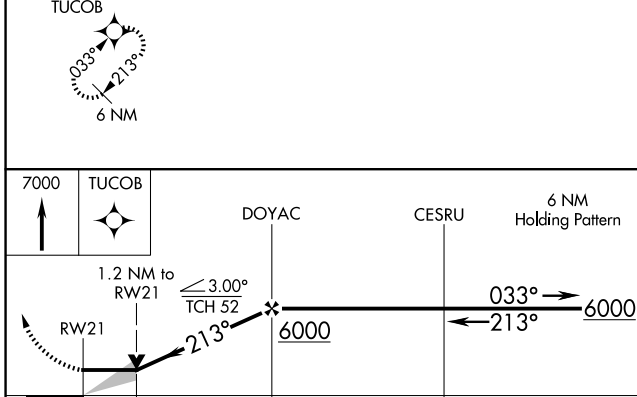 TUCOB
033°
213°
6 NM
7000
TUCOB
DOYAC
CESRU
6 NM
Holding Pattern
1.2 NM to
RW21
3.00°
TCH 52
RW21
213°
6000
033°
213°
6000